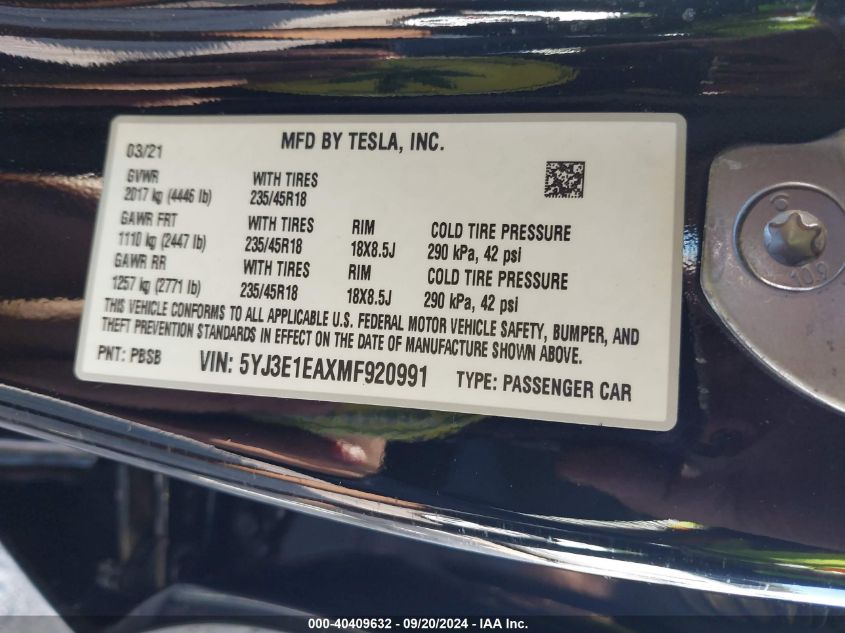 MFD BY TESLA, INC.
03/21
GVWR
2017 kg (4446 lb)
WITH TIRES
235/45R18
GAWR FRT
1110 kg (2447 lb)
WITH TIRES
235/45R18
RIM
18X8.5J
COLD TIRE PRESSURE
290 kPa, 42 psi
GAWR RR
1257 kg (2771 lb)
WITH TIRES
235/45R18
RIM
18X8.5J
COLD TIRE PRESSURE
290 kPa, 42 psi
THIS VEHICLE CONFORMS TO ALL APPLICABLE U.S. FEDERAL MOTOR VEHICLE SAFETY, BUMPER, AND
THEFT PREVENTION STANDARDS IN EFFECT ON THE DATE OF MANUFACTURE SHOWN ABOVE.
PNT: PBSB
VIN: 5YJ3E1EAXMF920991
TYPE: PASSENGER CAR
10.9
000-40409632 - 09/20/2024 - IAA Inc.